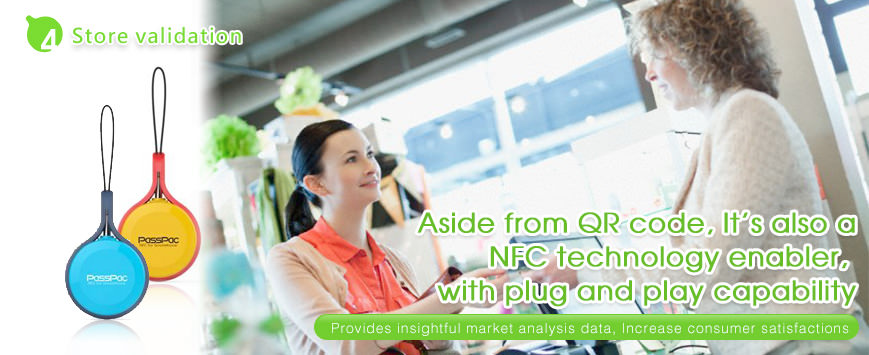 4 Store validation
PassPac
PassPac
Aside from QR code, It's also a
NFC technology enabler,
with plug and play capability
Provides insightful market analysis data, Increase consumer satisfactions